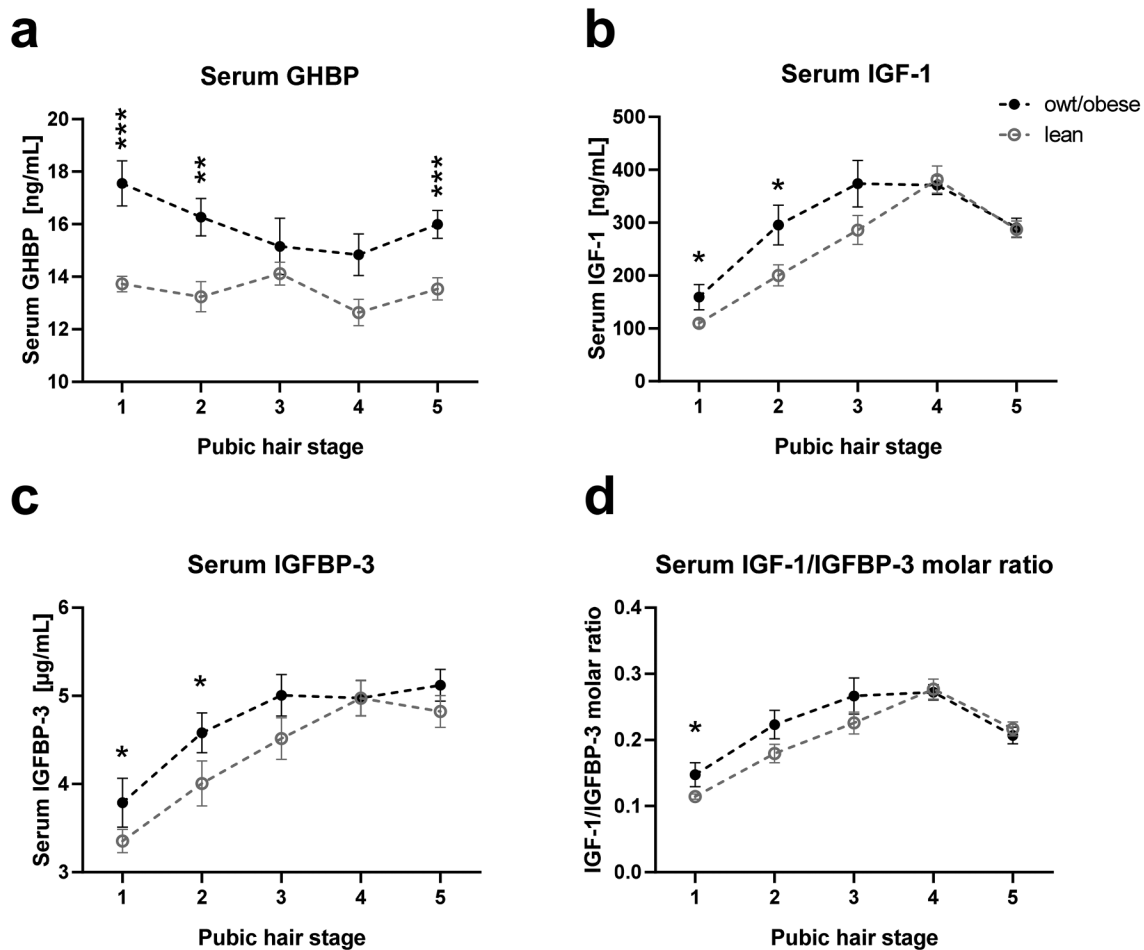 a
Serum GHBP
Serum GHBP [ng/mL]
20
18
16
14
12
10
***
**
***
1 2 3 4 5
Pubic hair stage
b
Serum IGF-1
owt/obese
lean
Serum IGF-1 [ng/mL]
500
400
300
200
100
0
*
*
1 2 3 4 5
Pubic hair stage
c
Serum IGFBP-3
Serum IGFBP-3 [µg/mL]
6
5
4
3
*
*
1 2 3 4 5
Pubic hair stage
d
Serum IGF-1/IGFBP-3 molar ratio
IGF-1/IGFBP-3 molar ratio
0.4
0.3
0.2
0.1
0.0
*
1 2 3 4 5
Pubic hair stage